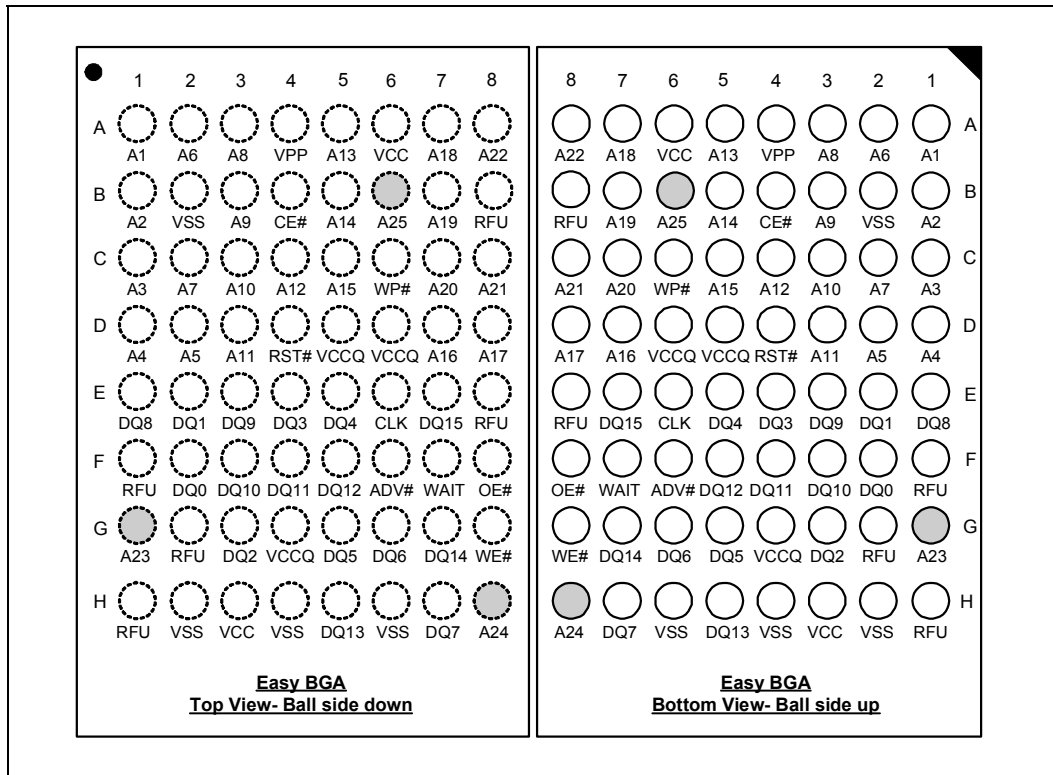 1 2 3 4 5 6 7 8
A
A1 A6 A8 VPP A13 VCC A18 A22
B
A2 VSS A9 CE# A14 A25 A19 RFU
C
A3 A7 A10 A12 A15 WP# A20 A21
D
A4 A5 A11 RST# VCCQ VCCQ A16 A17
E
DQ8 DQ1 DQ9 DQ3 DQ4 CLK DQ15 RFU
F
RFU DQ0 DQ10 DQ11 DQ12 ADV# WAIT OE#
G
A23 RFU DQ2 VCCQ DQ5 DQ6 DQ14 WE#
H
RFU VSS VCC VSS DQ13 VSS DQ7 A24
Easy BGA
Top View- Ball side down
8 7 6 5 4 3 2 1
A
A22 A18 VCC A13 VPP A8 A6 A1
B
RFU A19 A25 A14 CE# A9 VSS A2
C
A21 A20 WP# A15 A12 A10 A7 A3
D
A17 A16 VCCQ VCCQ RST# A11 A5 A4
E
RFU DQ15 CLK DQ4 DQ3 DQ9 DQ1 DQ8
F
OE# WAIT ADV# DQ12 DQ11 DQ10 DQ0 RFU
G
WE# DQ14 DQ6 DQ5 VCCQ DQ2 RFU A23
H
A24 DQ7 VSS DQ13 VSS VCC VSS RFU
Easy BGA
Bottom View- Ball side up